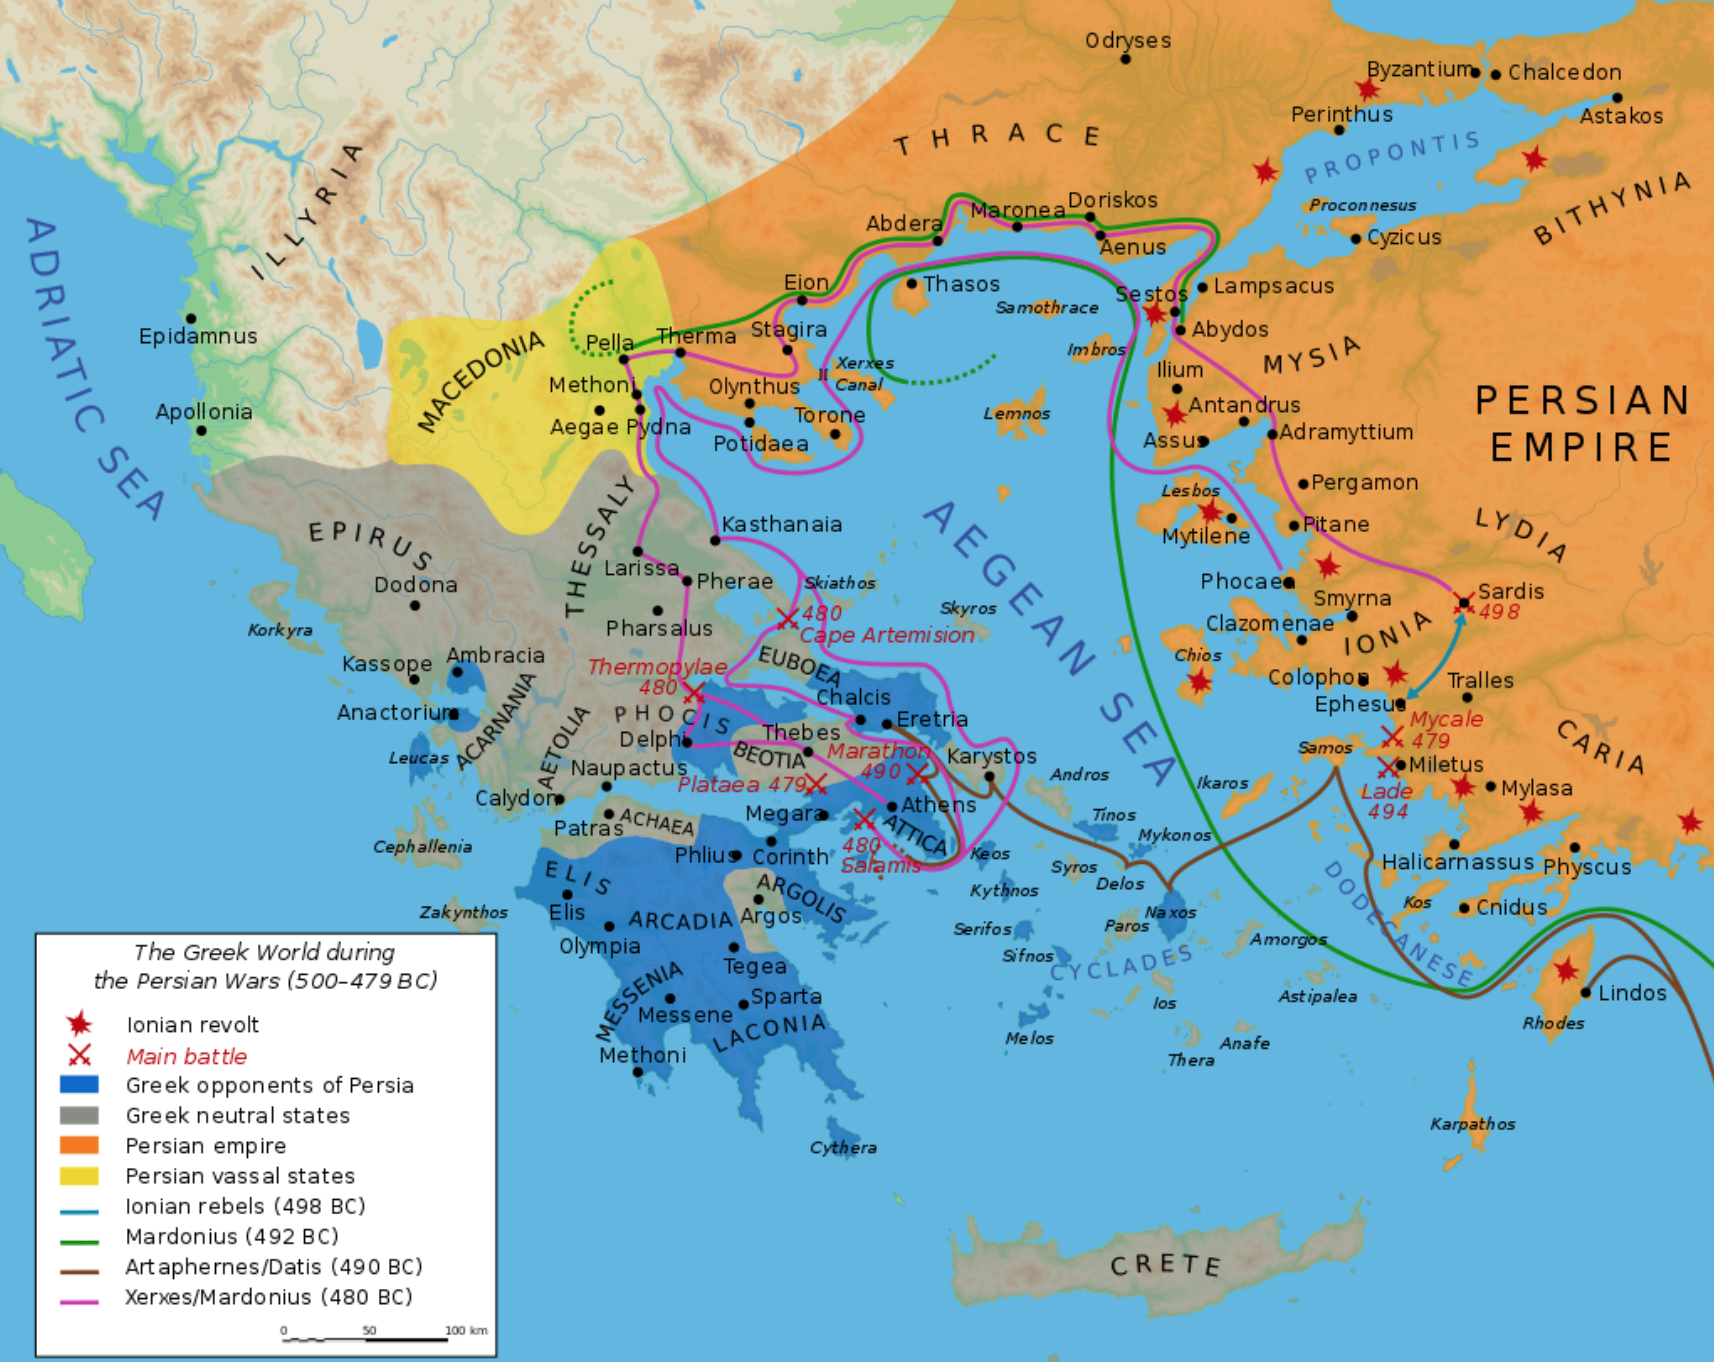 Odryses
Byzantium
Chalcedon
Perinthus
Astakos
THRACE
PROPONTIS
BITHYNIA
ILLYRIA
Proconnesus
Cyzicus
Doriskos
Maronea
Abdera
Aenus
ADRIATIC SEA
Eion
Thasos
Samothrace
Sestos
Lampsacus
Epidamnus
Pella
Therma
Stagira
Abydos
MACEDONIA
Imbros
MYSIA
Xerxes
Canal
Ilium
Methoni
Olynthus
PERSIAN
EMPIRE
Apollonia
Aegae
Pydna
Torone
Lemnos
Antandrus
Potidaea
Assus
Adramyttium
Pergamon
Lesbos
THESSALY
AEGEAN SEA
EPIRUS
Kasthanaia
Mytilene
Pitane
LYDIA
Larissa
Pherae
Skiathos
Phocaea
Dodona
Sardis
498
Smyrna
Skyros
480
Cape Artemision
Korkyra
Pharsalus
Clazomenae
IONIA
Kassope
Ambracia
Thermopylae
480
EUBOEA
Chios
Colophon
Tralles
Chalcis
Anactorium
ACARNANIA
PHOCIS
Eretria
Ephesus
Mycale
479
Delphi
Thebes
AETOLIA
BEOTIA
Marathon
490
Karystos
Samos
CARIA
Leucas
Naupactus
Plataea 479
Andros
Ikaros
Miletus
Lade
494
Mylasa
Calydon
Athens
Megara
Tinos
Patras
ACHAEA
ATTICA
Mykonos
Cephallenia
480
Salamis
Phlius
Corinth
Keos
Syros
Delos
Halicarnassus
Physcus
ELIS
ARGOLIS
Kythnos
DODECANESE
Zakynthos
Elis
ARCADIA
Argos
Naxos
Paros
Kos
Cnidus
Serifos
Olympia
Sifnos
Amorgos
Tegea
CYCLADES
MESSENIA
Sparta
Messene
Ios
Astipalea
Lindos
Rhodes
LACONIA
Melos
Anafe
Thera
Methoni
Karpathos
Cythera
CRETE
The Greek World during
the Persian Wars (500–479 BC)
Ionian revolt
Main battle
Greek opponents of Persia
Greek neutral states
Persian empire
Persian vassal states
Ionian rebels (498 BC)
Mardonius (492 BC)
Artaphernes/Datis (490 BC)
Xerxes/Mardonius (480 BC)
0 50 100 km